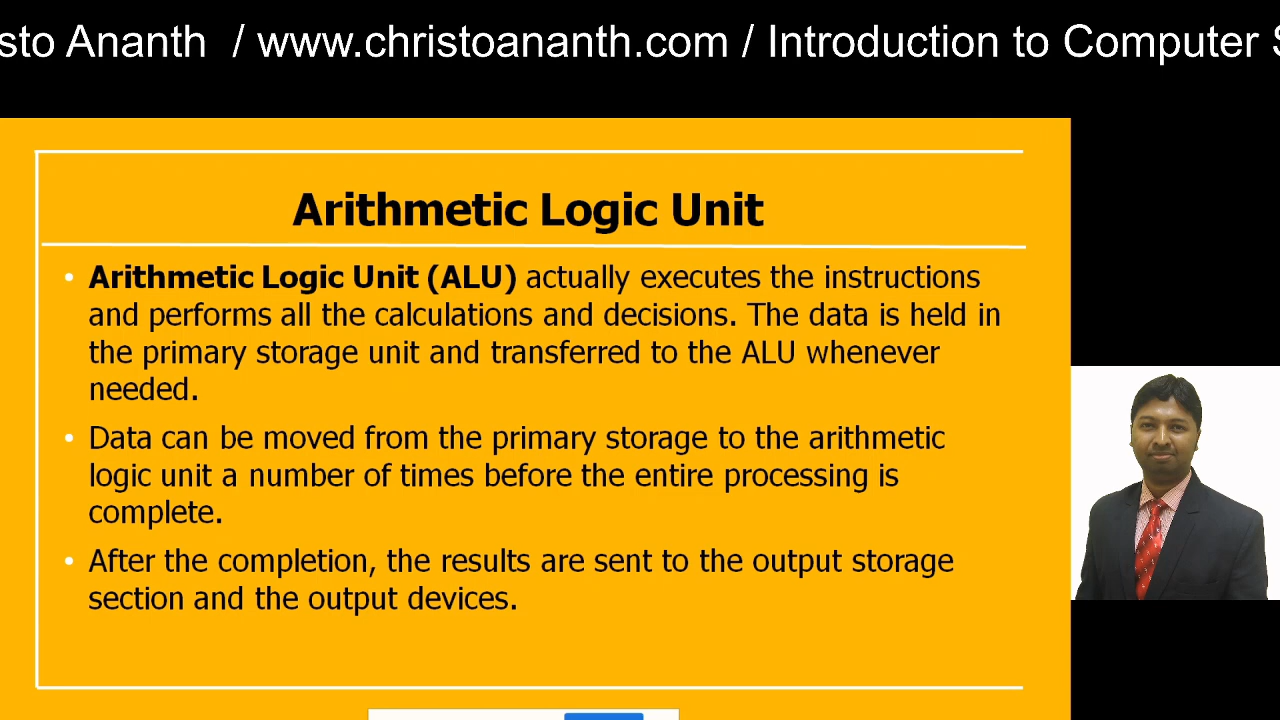 sto Ananth / www.christoananth.com / Introduction to Computer
Arithmetic Logic Unit
• Arithmetic Logic Unit (ALU) actually executes the instructions
and performs all the calculations and decisions. The data is held in
the primary storage unit and transferred to the ALU whenever
needed.
• Data can be moved from the primary storage to the arithmetic
logic unit a number of times before the entire processing is
complete.
• After the completion, the results are sent to the output storage
section and the output devices.